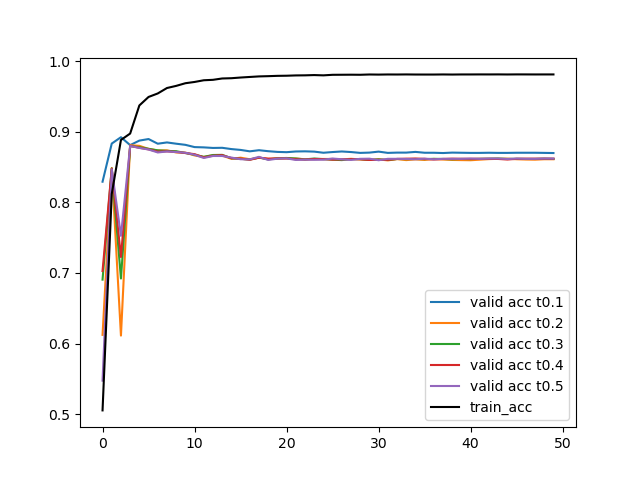 1.0
0.9
0.8
0.7
0.6
0.5
0
10
20
30
40
50
valid acc t0.1
valid acc t0.2
valid acc t0.3
valid acc t0.4
valid acc t0.5
train_acc